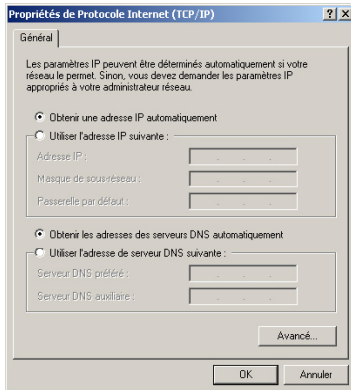 Propriétés de Protocole Internet (TCP/IP)
Général
Les paramètres IP peuvent être déterminés automatiquement si votre
réseau le permet. Sinon, vous devez demander les paramètres IP
appropriés à votre administrateur réseau.
Obtenir une adresse IP automatiquement
Utiliser l'adresse IP suivante :
Adresse IP :
Masque de sous-réseau :
Passerelle par défaut :
Obtenir les adresses des serveurs DNS automatiquement
Utiliser l'adresse de serveur DNS suivante :
Serveur DNS préféré :
Serveur DNS auxiliaire :
Avancé...
OK
Annuler